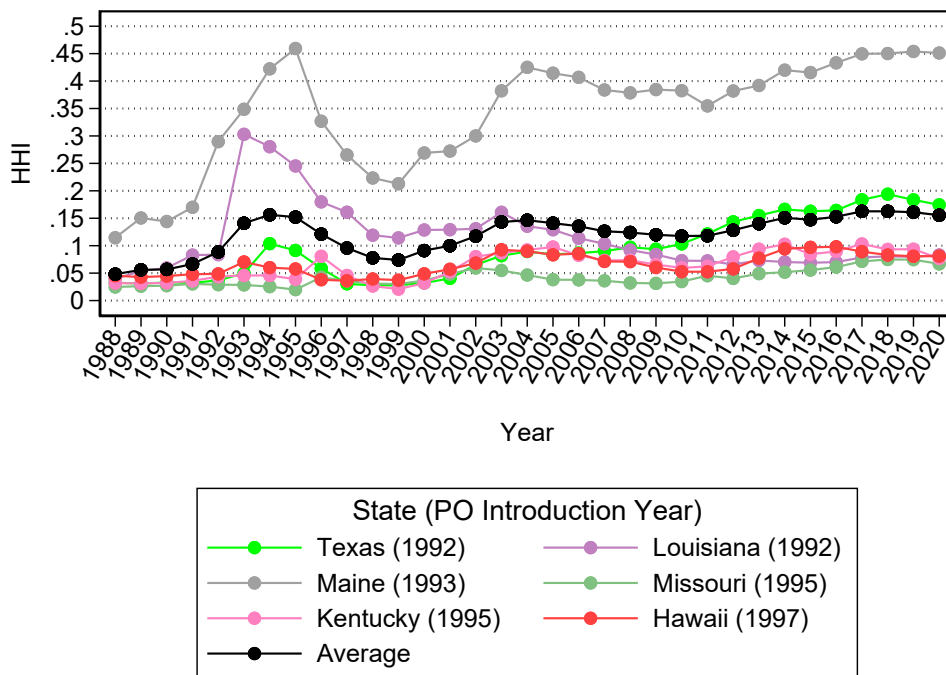 .5
.45
.4
.35
.3
.25
.2
.15
.1
.05
0
HHI
1988 1989 1990 1991 1992 1993 1994 1995 1996 1997 1998 1999 2000 2001 2002 2003 2004 2005 2006 2007 2008 2009 2010 2011 2012 2013 2014 2015 2016 2017 2018 2019 2020
Year
State (PO Introduction Year)
Texas (1992) Louisiana (1992)
Maine (1993) Missouri (1995)
Kentucky (1995) Hawaii (1997)
Average